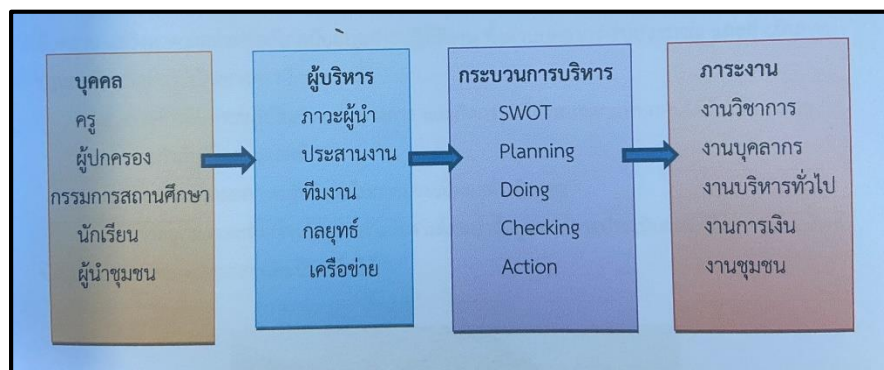 บุคคล
ครู
ผู้ปกครอง
กรรมการสถานศึกษา
นักเรียน
ผู้นำชุมชน
ผู้บริหาร
ภาวะผู้นำ
ประสานงาน
ทีมงาน
กลยุทธ์
เครือข่าย
กระบวนการบริหาร
SWOT
Planning
Doing
Checking
Action
ภาระงาน
งานวิชาการ
งานบุคลากร
งานบริหารทั่วไป
งานการเงิน
งานชุมชน